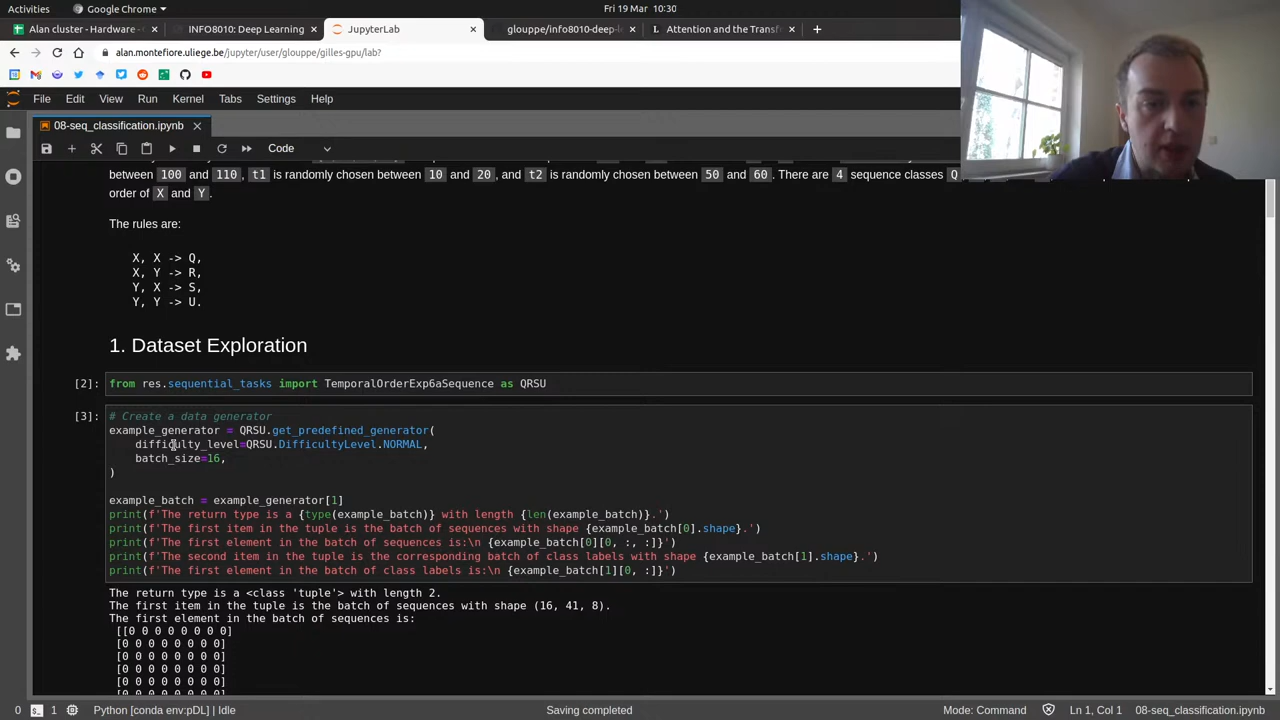 Activities Google Chrome Fri 19 Mar 10:30
Alan cluster - Hardware - INFO8010: Deep Learning JupyterLab glouppe/info8010-deep-l Attention and the Transf
alan.montefiore.uliege.be/jupyter/user/glouppe/gilles-gpu/lab?
File Edit View Run Kernel Tabs Settings Help
08-seq_classification.ipynb
Code
between 100 and 110, t1 is randomly chosen between 10 and 20, and t2 is randomly chosen between 50 and 60. There are 4 sequence classes Q
order of X and Y.
The rules are:
X, X -> Q,
X, Y -> R,
Y, X -> S,
Y, Y -> U.
1. Dataset Exploration
[2]: from res.sequential_tasks import TemporalOrderExp6aSequence as QRSU
[3]: # Create a data generator
example_generator = QRSU.get_predefined_generator(
difficulty_level=QRSU.DifficultyLevel.NORMAL,
batch_size=16,
)
example_batch = example_generator[1]
print(f'The return type is a {type(example_batch)} with length {len(example_batch)}.')
print(f'The first item in the tuple is the batch of sequences with shape {example_batch[0].shape}.')
print(f'The first element in the batch of sequences is:\n {example_batch[0][0, :, :]}')
print(f'The second item in the tuple is the corresponding batch of class labels with shape {example_batch[1].shape}.')
print(f'The first element in the batch of class labels is:\n {example_batch[1][0, :]}')
The return type is a <class 'tuple'> with length 2.
The first item in the tuple is the batch of sequences with shape (16, 41, 8).
The first element in the batch of sequences is:
[[0 0 0 0 0 0 0 0]
[0 0 0 0 0 0 0 0]
[0 0 0 0 0 0 0 0]
[0 0 0 0 0 0 0 0]
[0 0 0 0 0 0 0 0]
0 1 Python [conda env:pDL] | Idle Saving completed Mode: Command Ln 1, Col 1 08-seq_classification.ipynb